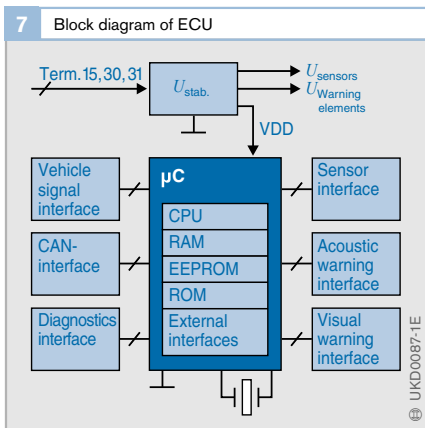 7 Block diagram of ECU
Term.15, 30, 31
Ustab.
Usensors
UWarning
elements
VDD
Vehicle
signal
interface
µC
Sensor
interface
CPU
RAM
EEPROM
ROM
External
interfaces
CAN-
interface
Acoustic
warning
interface
Diagnostics
interface
Visual
warning
interface
UKD0087-1E